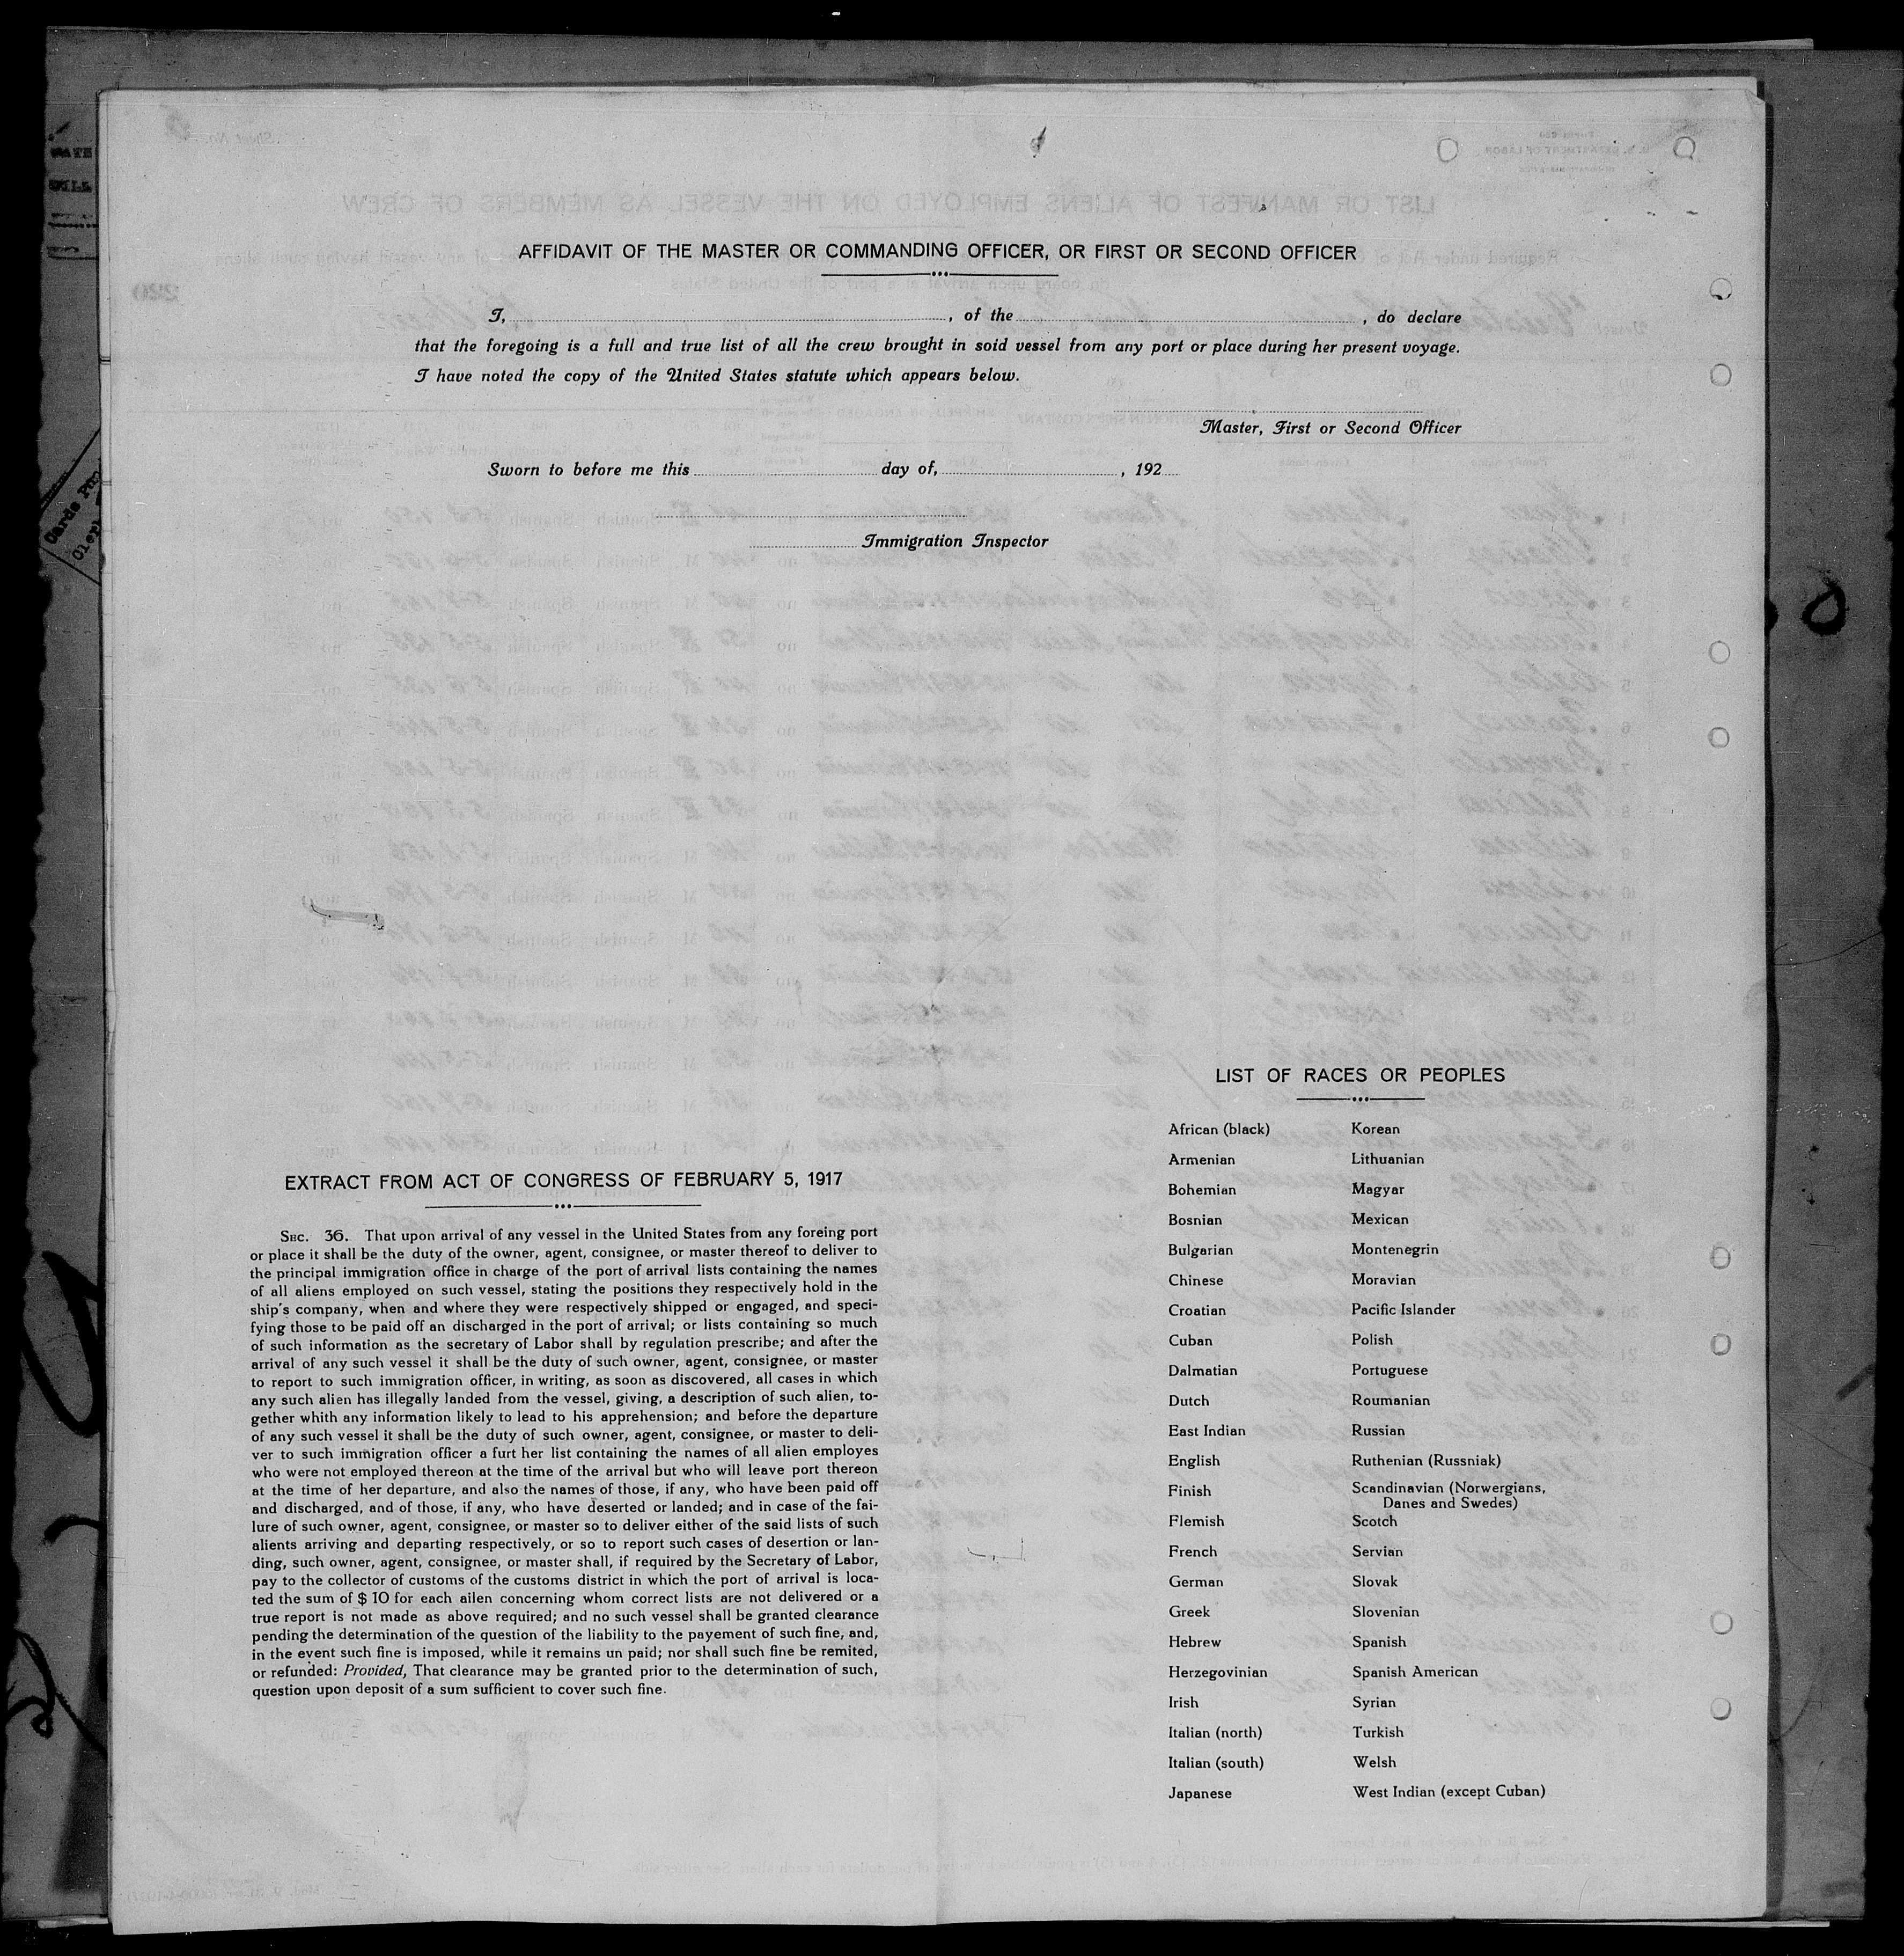 AFFIDAVIT OF THE MASTER OR COMMANDING OFFICER, OR FIRST OR SECOND OFFICER
I, , of the , do declare
that the foregoing is a full and true list of all the crew brought in soid vessel from any port or place during her present voyage.
I have noted the copy of the United States statute which appears below.
Master, First or Second Officer
Sworn to before me this day of, , 192
Immigration Inspector
EXTRACT FROM ACT OF CONGRESS OF FEBRUARY 5, 1917
SEC. 36. That upon arrival of any vessel in the United States from any foreing port
or place it shall be the duty of the owner, agent, consignee, or master thereof to deliver to
the principal immigration office in charge of the port of arrival lists containing the names
of all aliens employed on such vessel, stating the positions they respectively hold in the
ship's company, when and where they were respectively shipped or engaged, and speci-
fying those to be paid off an discharged in the port of arrival; or lists containing so much
of such information as the secretary of Labor shall by regulation prescribe; and after the
arrival of any such vessel it shall be the duty of such owner, agent, consignee, or master
to report to such immigration officer, in writing, as soon as discovered, all cases in which
any such alien has illegally landed from the vessel, giving, a description of such alien, to-
gether whith any information likely to lead to his apprehension; and before the departure
of any such vessel it shall be the duty of such owner, agent, consignee, or master to deli-
ver to such immigration officer a furt her list containing the names of all alien employes
who were not employed thereon at the time of the arrival but who will leave port thereon
at the time of her departure, and also the names of those, if any, who have been paid off
and discharged, and of those, if any, who have deserted or landed; and in case of the fai-
lure of such owner, agent, consignee, or master so to deliver either of the said lists of such
alients arriving and departing respectively, or so to report such cases of desertion or lan-
ding, such owner, agent, consignee, or master shall, if required by the Secretary of Labor,
pay to the collector of customs of the customs district in which the port of arrival is loca-
ted the sum of $ 10 for each ailen concerning whom correct lists are not delivered or a
true report is not made as above required; and no such vessel shall be granted clearance
pending the determination of the question of the liability to the payement of such fine, and,
in the event such fine is imposed, while it remains un paid; nor shall such fine be remited,
or refunded: Provided, That clearance may be granted prior to the determination of such,
question upon deposit of a sum sufficient to cover such fine.
LIST OF RACES OR PEOPLES
African (black) Korean
Armenian Lithuanian
Bohemian Magyar
Bosnian Mexican
Bulgarian Montenegrin
Chinese Moravian
Croatian Pacific Islander
Cuban Polish
Dalmatian Portuguese
Dutch Roumanian
East Indian Russian
English Ruthenian (Russniak)
Finish Scandinavian (Norwergians,
Danes and Swedes)
Flemish Scotch
French Servian
German Slovak
Greek Slovenian
Hebrew Spanish
Herzegovinian Spanish American
Irish Syrian
Italian (north) Turkish
Italian (south) Welsh
Japanese West Indian (except Cuban)